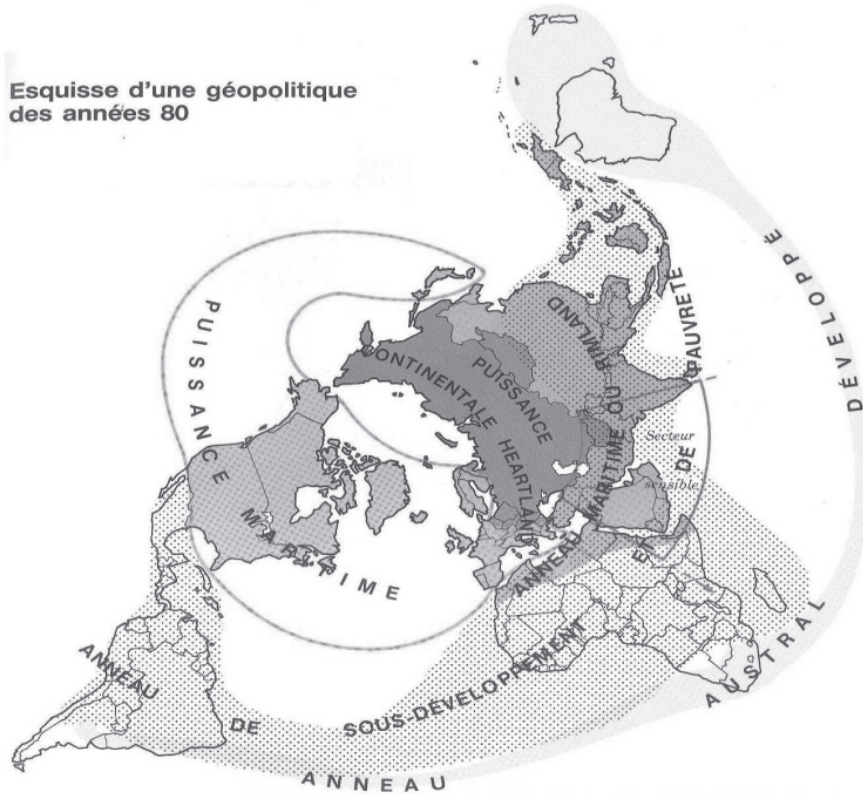 Esquisse d'une géopolitique
des années 80
PUISSANCE MARITIME
PUISSANCE
CONTINENTALE HEARTLAND
ANNEAU MARITIME OU RIMLAND
Secteur
sensible
ANNEAU DE SOUS-DÉVELOPPEMENT ET DE PAUVRETÉ
ANNEAU AUSTRAL DÉVELOPPÉ